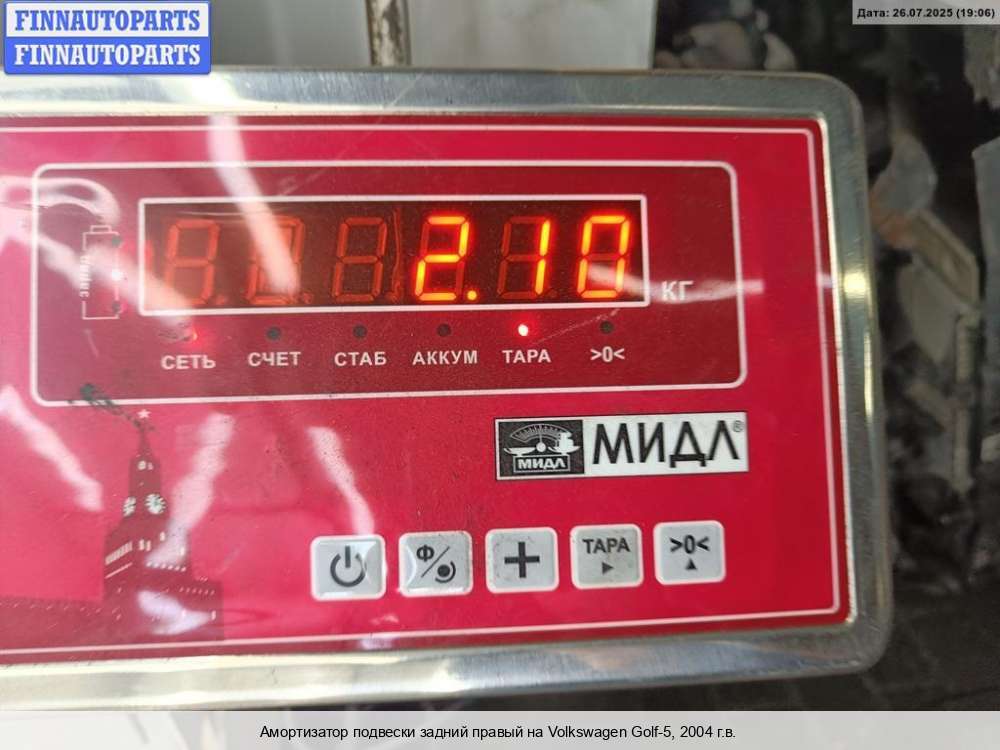 FINNAUTOPARTS
FINNAUTOPARTS
Дата: 26.07.2025 (19:06)
2.10
КГ
СЕТЬ СЧЕТ СТАБ АККУМ ТАРА >0<
МИДЛ МИДЛ®
Ф ТАРА >0<
Амортизатор подвески задний правый на Volkswagen Golf-5, 2004 г.в.